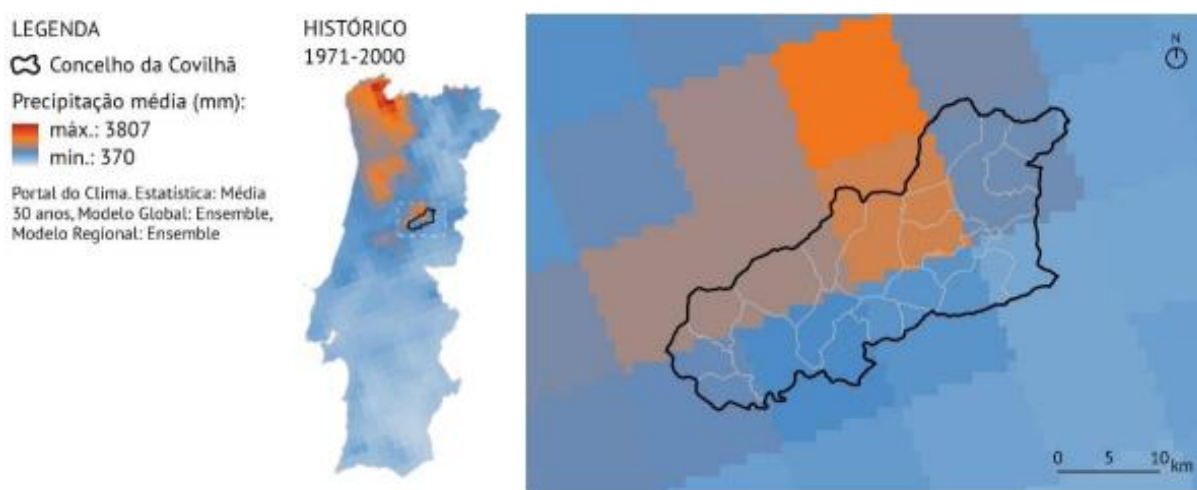 LEGENDA
Concelho da Covilhã
Precipitação média (mm):
máx.: 3807
min.: 370
Portal do Clima. Estatística: Média
30 anos, Modelo Global: Ensemble,
Modelo Regional: Ensemble
HISTÓRICO
1971-2000
N
0 5 10 km